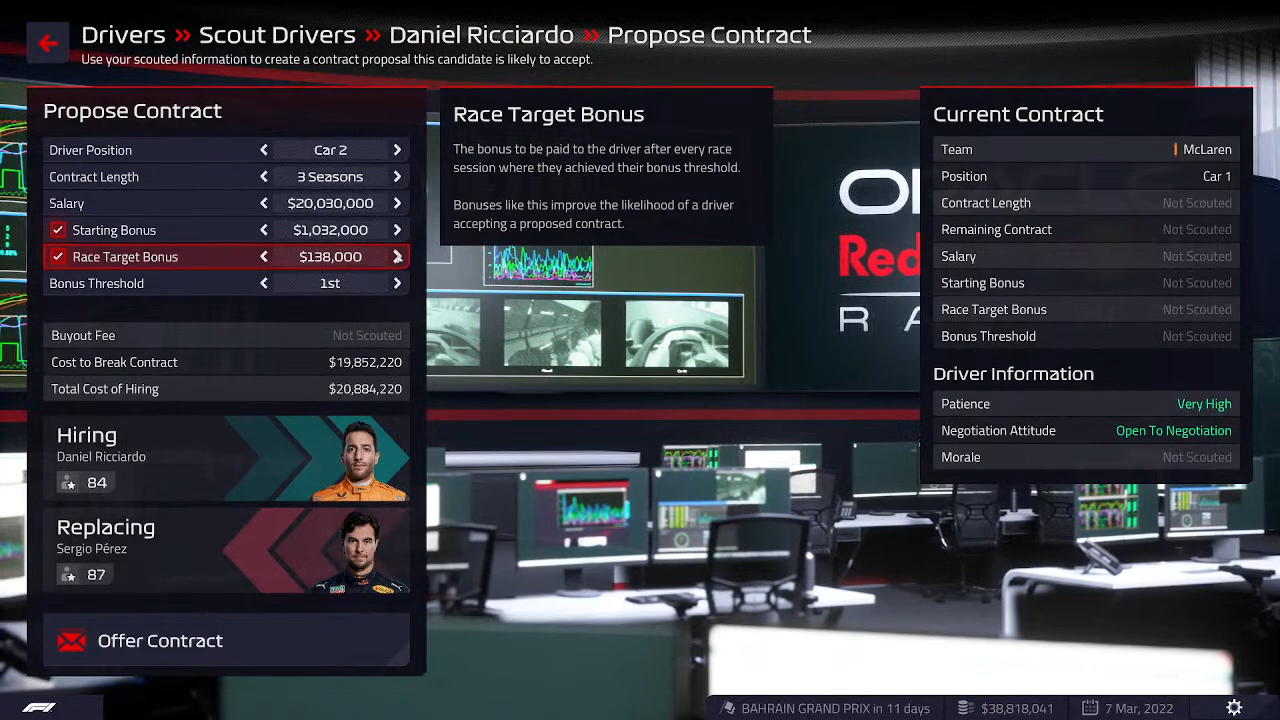 Drivers » Scout Drivers » Daniel Ricciardo » Propose Contract
Use your scouted information to create a contract proposal this candidate is likely to accept.
Propose Contract
Driver Position Car 2
Contract Length 3 Seasons
Salary $20,030,000
Starting Bonus $1,032,000
Race Target Bonus $138,000
Bonus Threshold 1st
Buyout Fee Not Scouted
Cost to Break Contract $19,852,220
Total Cost of Hiring $20,884,220
Hiring
Daniel Ricciardo
84
Replacing
Sergio Pérez
87
Offer Contract
Race Target Bonus
The bonus to be paid to the driver after every race
session where they achieved their bonus threshold.
Bonuses like this improve the likelihood of a driver
accepting a proposed contract.
Red
Current Contract
Team McLaren
Position Car 1
Contract Length Not Scouted
Remaining Contract Not Scouted
Salary Not Scouted
Starting Bonus Not Scouted
Race Target Bonus Not Scouted
Bonus Threshold Not Scouted
Driver Information
Patience Very High
Negotiation Attitude Open To Negotiation
Morale Not Scouted
BAHRAIN GRAND PRIX in 11 days $38,818,041 7 Mar, 2022